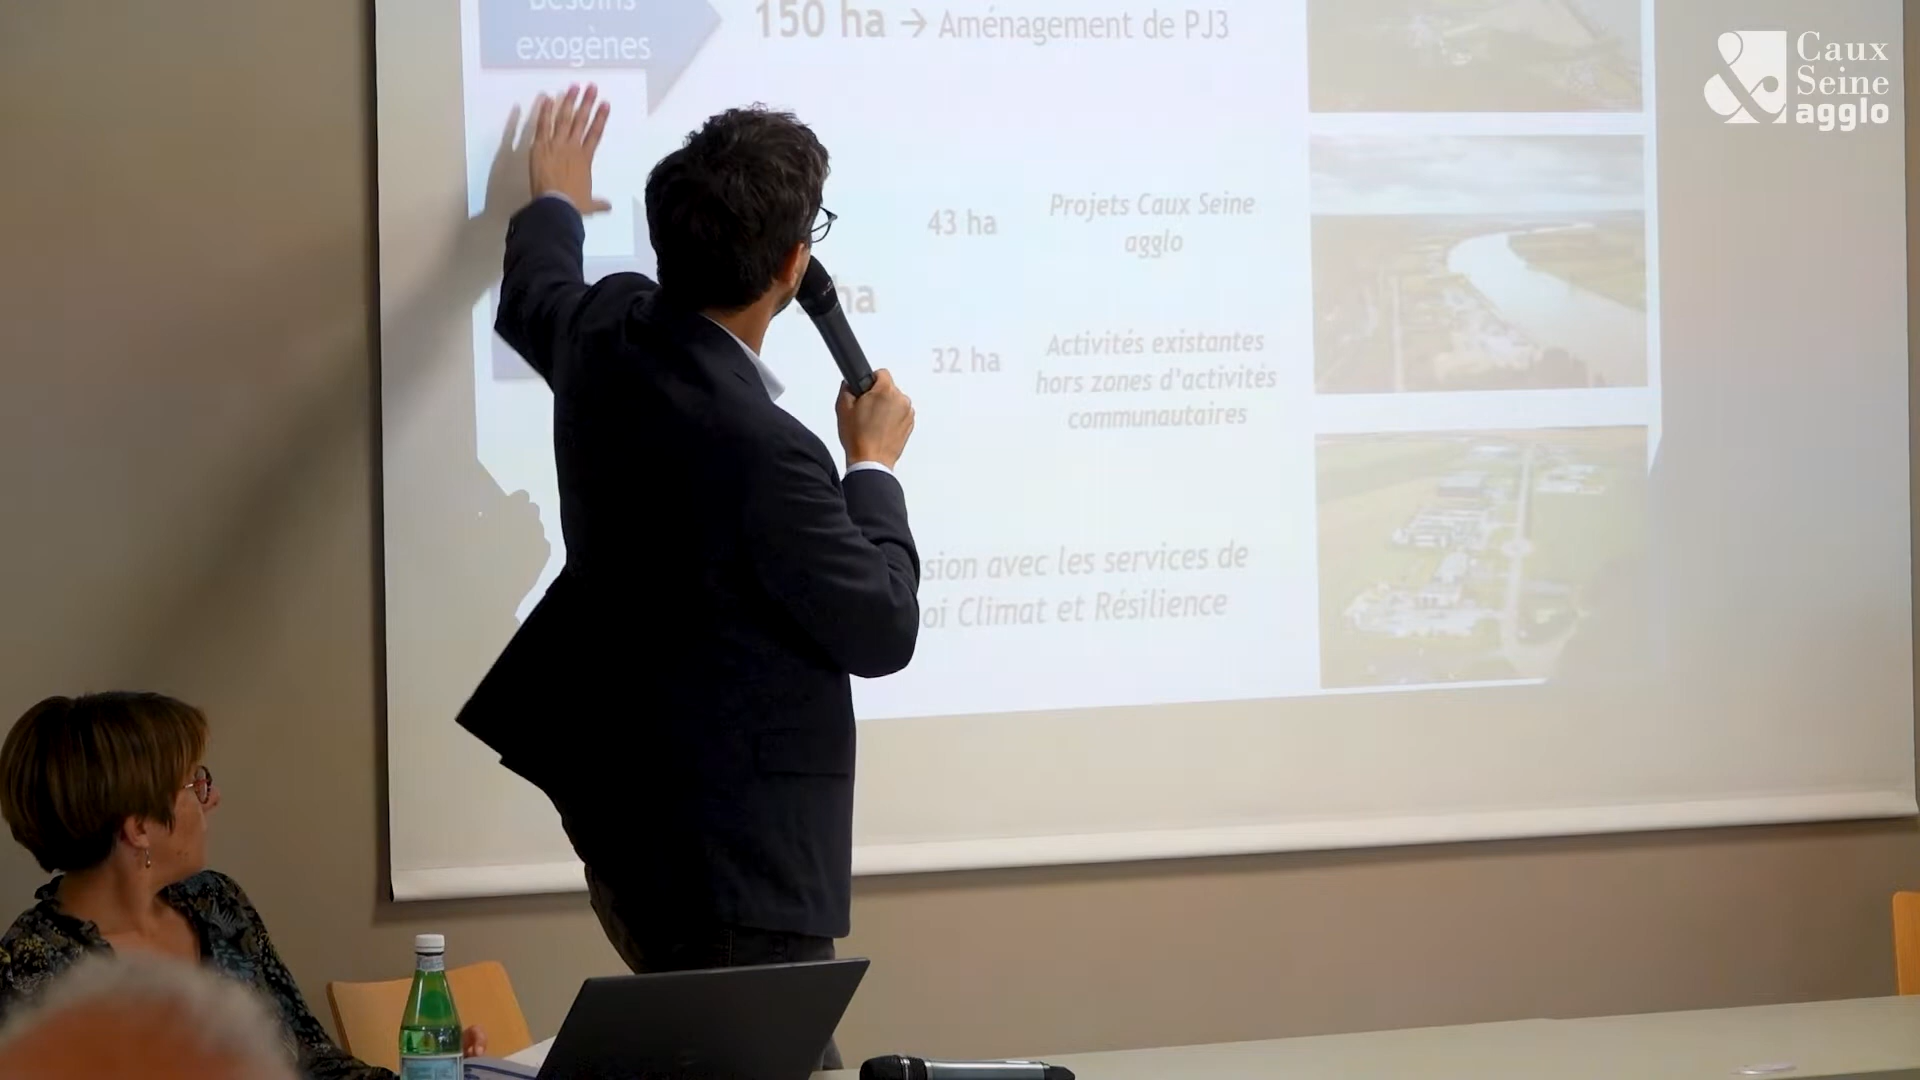 besoins
exogènes
150 ha → Aménagement de PJ3
43 ha
Projets Caux Seine
agglo
ha
32 ha
Activités existantes
hors zones d'activités
communautaires
sion avec les services de
oi Climat et Résilience
Caux
Seine
agglo